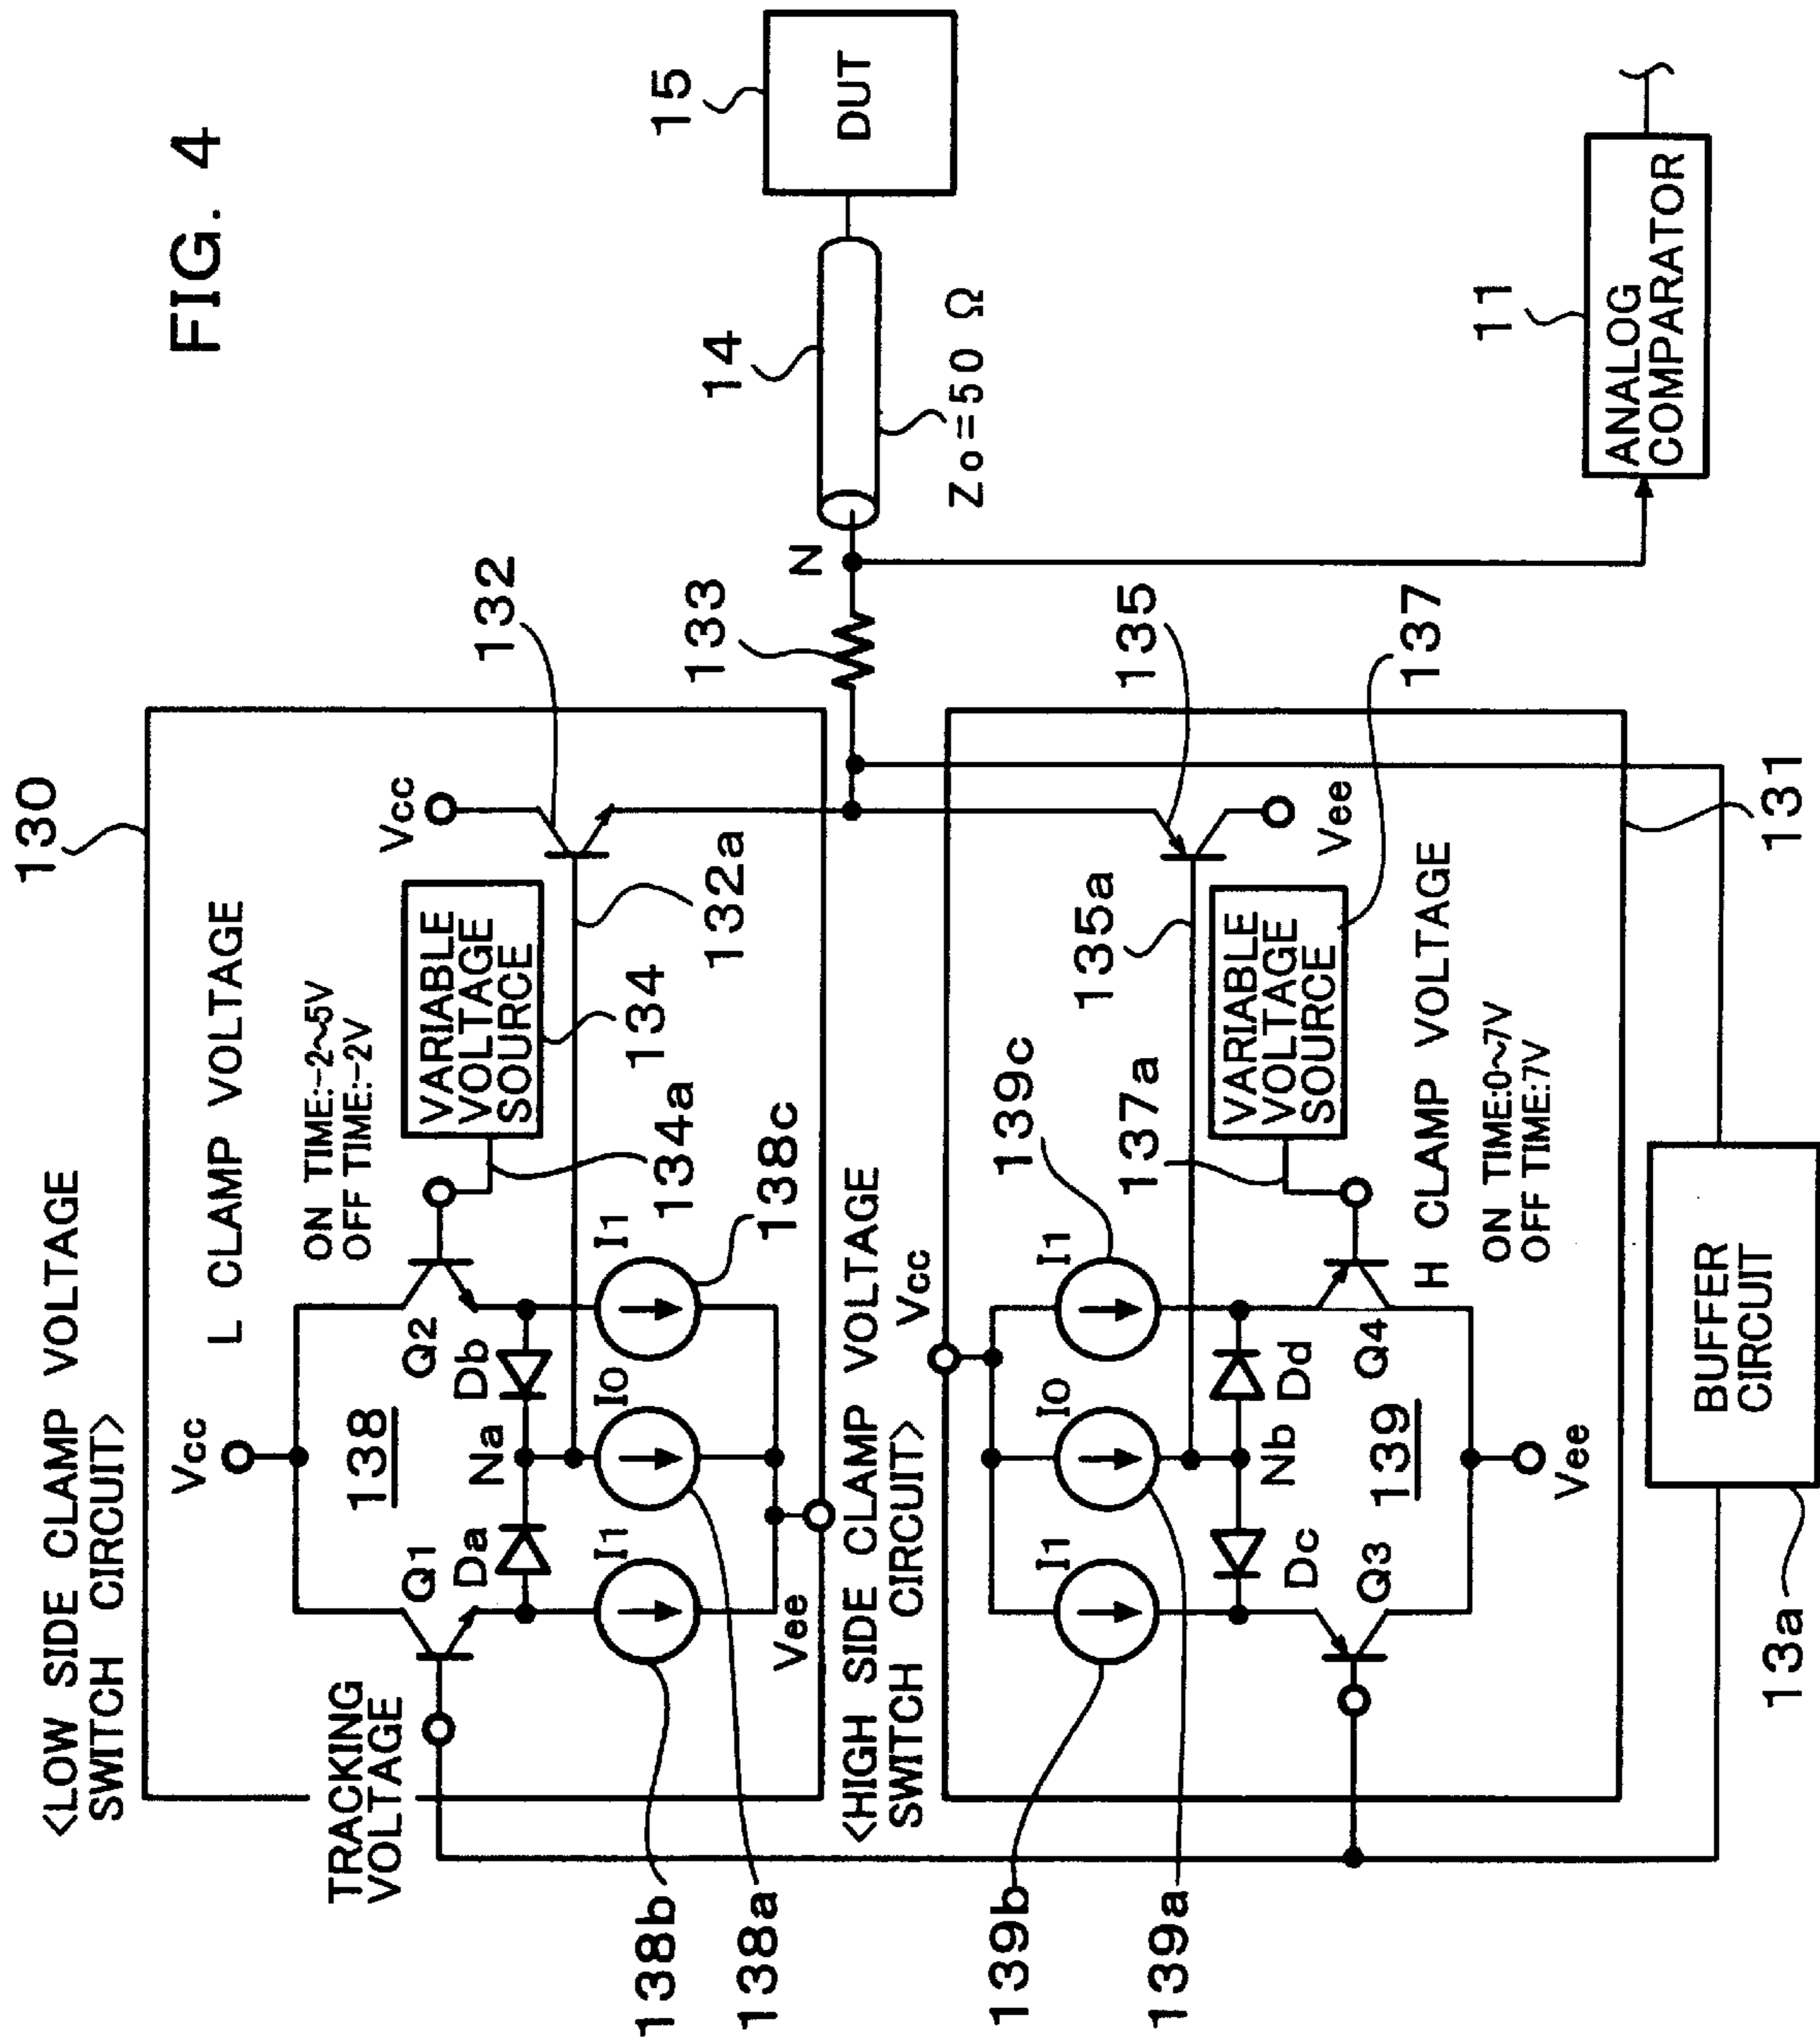 FIG. 4
130
<LOW SIDE CLAMP VOLTAGE
SWITCH CIRCUIT>
L CLAMP VOLTAGE
Vcc
138
Q1
Q2
ON TIME:-2~5V
OFF TIME:-2V
VARIABLE
VOLTAGE
SOURCE
134
134a
Vcc
132
132a
TRACKING
VOLTAGE
Da
Na
Db
I1
I0
I1
138b
138a
138c
Vee
133
N
14
Zo=50 Ω
15
DUT
<HIGH SIDE CLAMP VOLTAGE
SWITCH CIRCUIT>
Vcc
139c
I1
I0
I1
139b
139a
Dc
Nb
Dd
Q3
139
Q4
Vee
137a
135a
VARIABLE
VOLTAGE
SOURCE
135
137
Vee
H CLAMP VOLTAGE
ON TIME:0~7V
OFF TIME:7V
131
BUFFER
CIRCUIT
13a
11
ANALOG
COMPARATOR